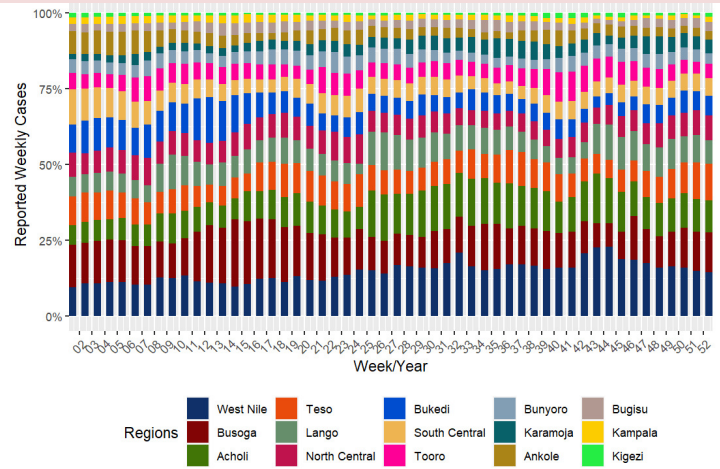 100%
75%
50%
25%
0%
Reported Weekly Cases
02 03 04 05 06 07 08 09 10 11 12 13 14 15 16 17 18 19 20 21 22 23 24 25 26 27 28 29 30 31 32 33 34 35 36 37 38 39 40 41 42 43 44 45 46 47 48 49 50 51 52
Week/Year
Regions
West Nile Teso Bukedi Bunyoro Bugisu
Busoga Lango South Central Karamoja Kampala
Acholi North Central Tooro Ankole Kigezi